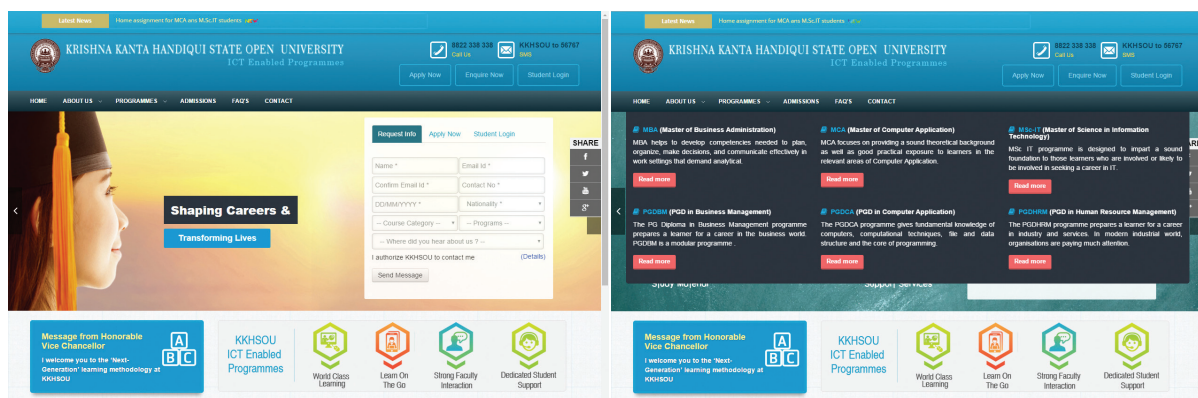 Latest News Home assignment for MCA ans M.Sc.IT students
KRISHNA KANTA HANDIQUI STATE OPEN UNIVERSITY
ICT Enabled Programmes
8822 338 338
Call Us
KKHSOU to 56767
SMS
Apply Now Enquire Now Student Login
HOME ABOUT US PROGRAMMES ADMISSIONS FAQ'S CONTACT
Request Info Apply Now Student Login
Name * Email Id *
Confirm Email Id * Contact No *
DD/MM/YYYY * Nationality *
-- Course Category -- -- Programs --
-- Where did you hear about us ? --
I authorize KKHSOU to contact me (Details)
Send Message
SHARE
Shaping Careers &
Transforming Lives
Message from Honorable
Vice Chancellor
I welcome you to the 'Next-
Generation' learning methodology at
KKHSOU
A
B C
KKHSOU
ICT Enabled
Programmes
World Class
Learning
Learn On
The Go
Strong Faculty
Interaction
Dedicated Student
Support
Latest News Home assignment for MCA ans M.Sc.IT students
KRISHNA KANTA HANDIQUI STATE OPEN UNIVERSITY
ICT Enabled Programmes
8822 338 338
Call Us
KKHSOU to 56767
SMS
Apply Now Enquire Now Student Login
HOME ABOUT US PROGRAMMES ADMISSIONS FAQ'S CONTACT
MBA (Master of Business Administration)
MBA helps to develop competencies needed to plan,
organize, make decisions, and communicate effectively in
work settings that demand analytical.
Read more
MCA (Master of Computer Application)
MCA focuses on providing a sound theoretical background
as well as good practical exposure to learners in the
relevant areas of Computer Application.
Read more
MSc-IT (Master of Science in Information
Technology)
MSc IT programme is designed to impart a sound
foundation to those learners who are involved or likely to
be involved in seeking a career in IT.
Read more
PGDBM (PGD in Business Management)
The PG Diploma in Business Management programme
prepares a learner for a career in the business world.
PGDBM is a modular programme .
Read more
PGDCA (PGD in Computer Application)
The PGDCA programme gives fundamental knowledge of
computers, computational techniques, file and data
structure and the core of programming.
Read more
PGDHRM (PGD in Human Resource Management)
The PGDHRM programme prepares a learner for a career
in industry and services. In modern industrial world,
organisations are paying much attention.
Read more
Study Material Support Services
Message from Honorable
Vice Chancellor
I welcome you to the 'Next-
Generation' learning methodology at
KKHSOU
A
B C
KKHSOU
ICT Enabled
Programmes
World Class
Learning
Learn On
The Go
Strong Faculty
Interaction
Dedicated Student
Support